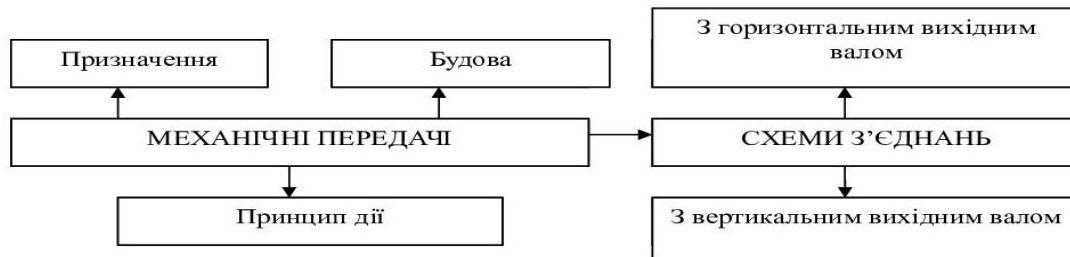 З горизонтальним вихідним
валом
Призначення
Будова
МЕХАНІЧНІ ПЕРЕДАЧІ
СХЕМИ З’ЄДНАНЬ
Принцип дії
З вертикальним вихідним валом